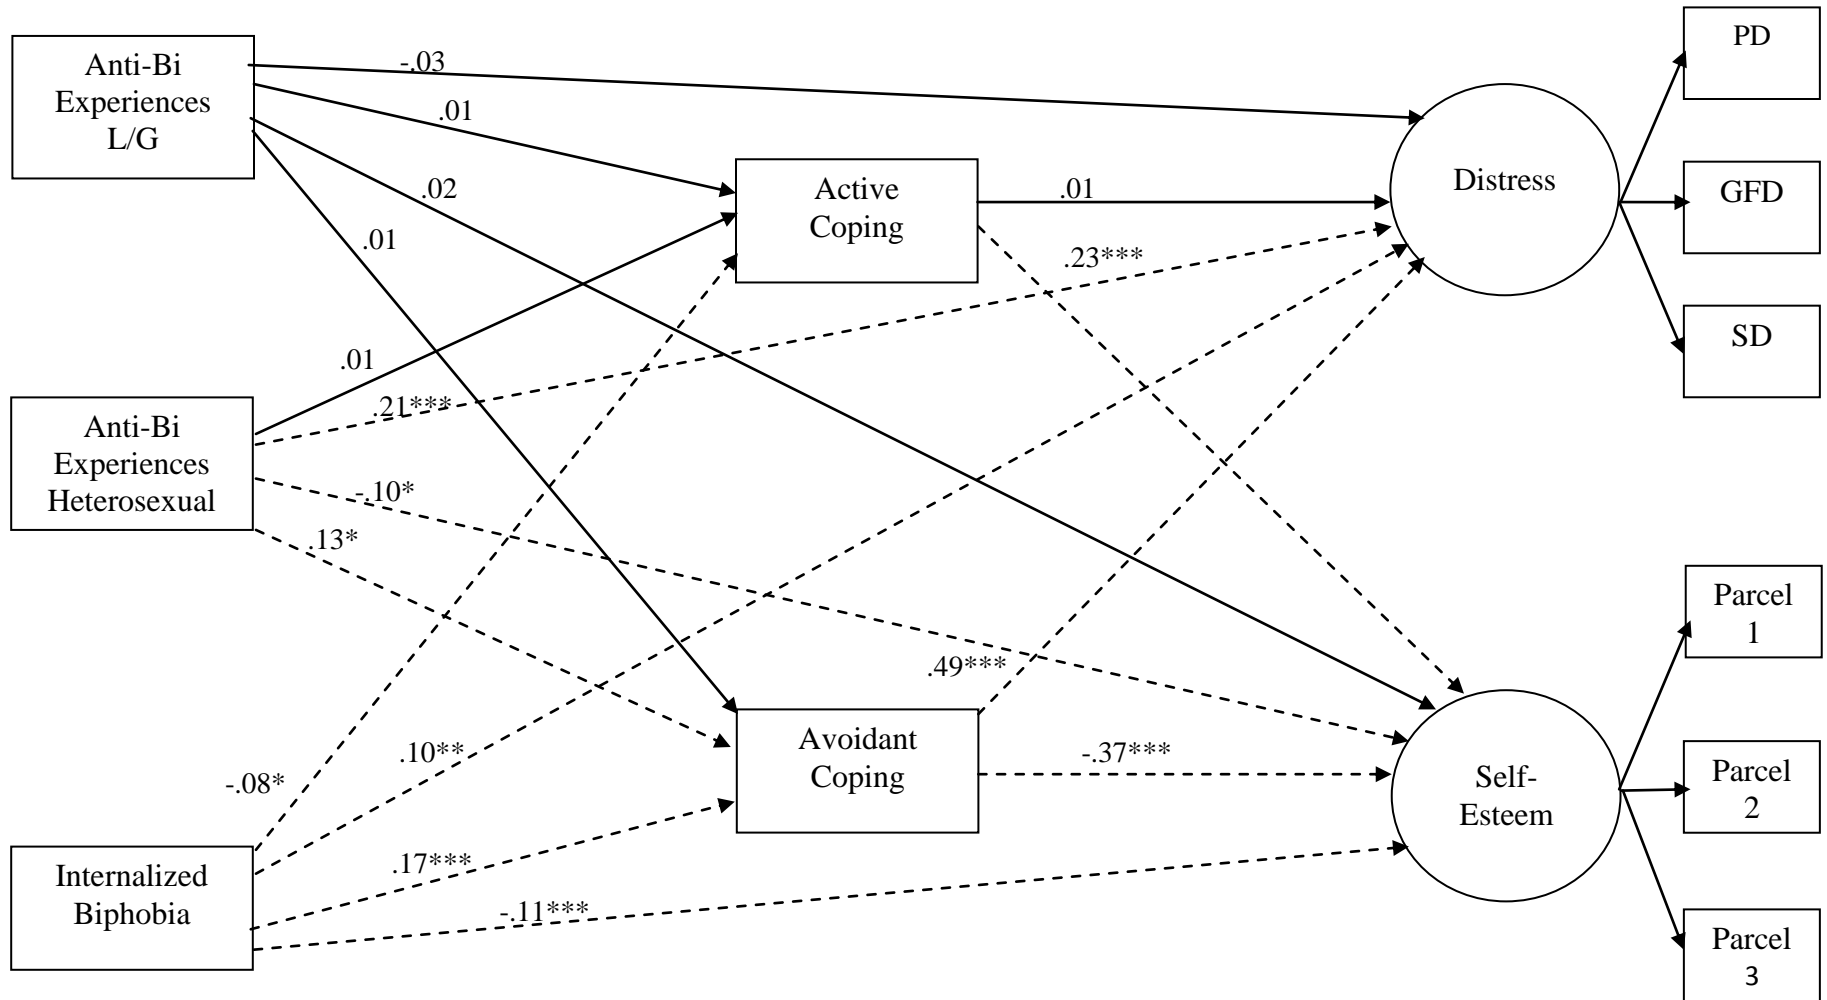 Anti-Bi
Experiences
L/G
-.03
.01
.02
.01
Active
Coping
.01
.23***
Distress
PD
GFD
SD
Anti-Bi
Experiences
Heterosexual
.01
.21***
-.10*
.13*
.49***
Avoidant
Coping
-.37***
Self-
Esteem
Parcel
1
Parcel
2
Parcel
3
Internalized
Biphobia
-.08*
.10**
.17***
-.11***